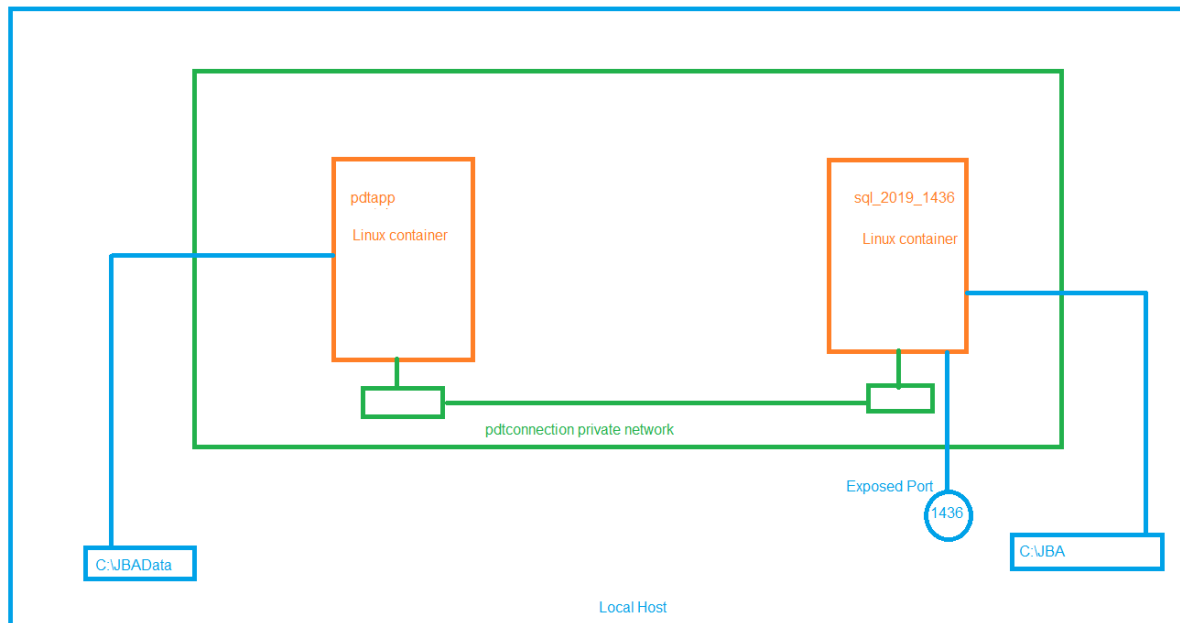 pdtapp
Linux container
sql_2019_1436
Linux container
pdtconnection private network
Exposed Port
1436
C:\JBAData
C:\JBA
Local Host